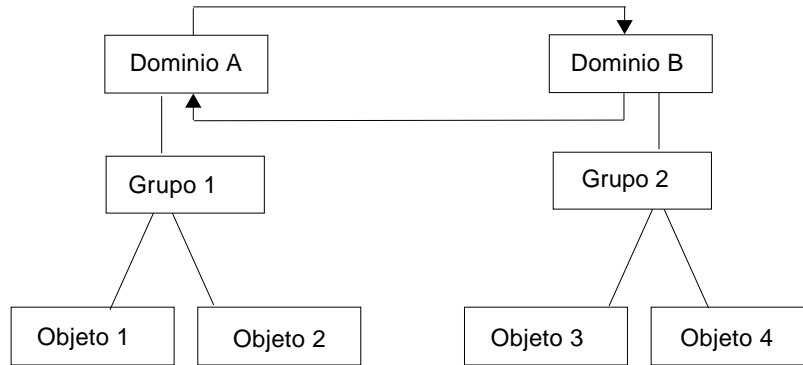 Dominio A
Dominio B
Grupo 1
Grupo 2
Objeto 1
Objeto 2
Objeto 3
Objeto 4